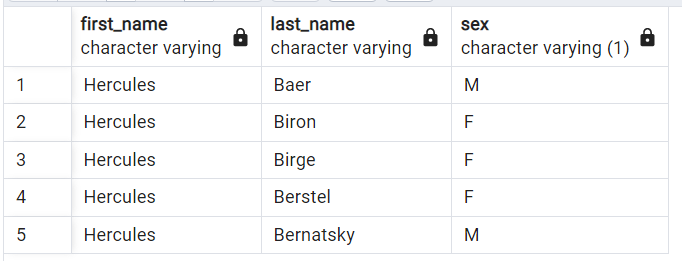 first_name last_name sex
character varying character varying character varying (1)
1 Hercules Baer M
2 Hercules Biron F
3 Hercules Birge F
4 Hercules Berstel F
5 Hercules Bernatsky M